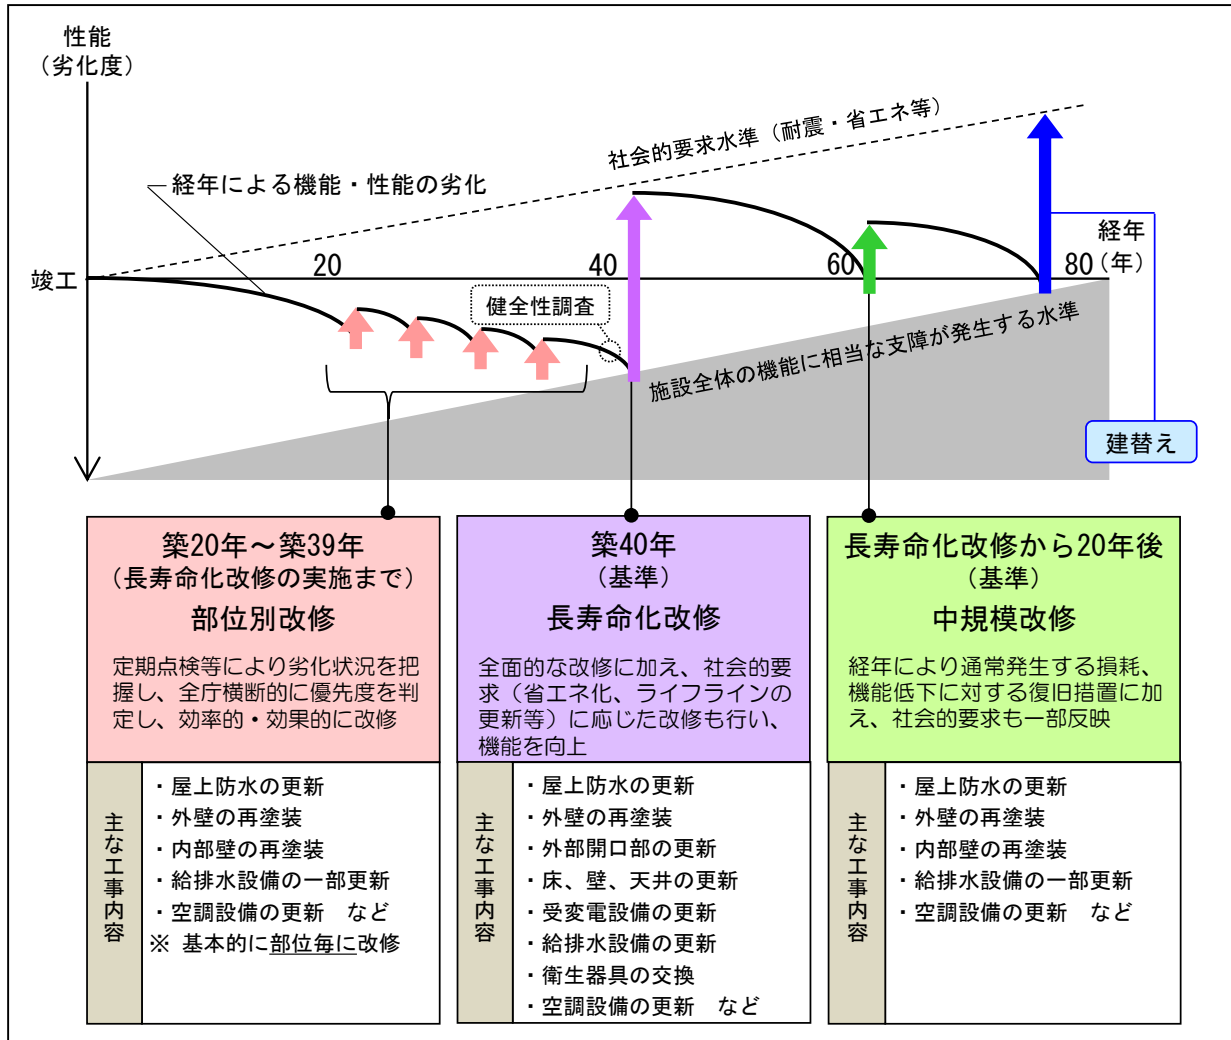 性能
(劣化度)
社会的要求水準（耐震・省エネ等）
経年による機能・性能の劣化
経年
(年)
竣工
20
40
60
80
健全性調査
施設全体の機能に相当な支障が発生する水準
建替え
築20年～築39年
（長寿命化改修の実施まで）
部位別改修
定期点検等により劣化状況を把
握し、全庁横断的に優先度を判
定し、効率的・効果的に改修
主な工事内容
・屋上防水の更新
・外壁の再塗装
・内部壁の再塗装
・給排水設備の一部更新
・空調設備の更新　など
※ 基本的に部位毎に改修
築40年
（基準）
長寿命化改修
全面的な改修に加え、社会的要
求（省エネ化、ライフラインの
更新等）に応じた改修も行い、
機能を向上
主な工事内容
・屋上防水の更新
・外壁の再塗装
・外部開口部の更新
・床、壁、天井の更新
・受変電設備の更新
・給排水設備の更新
・衛生器具の交換
・空調設備の更新　など
長寿命化改修から20年後
（基準）
中規模改修
経年により通常発生する損耗、
機能低下に対する復旧措置に加
え、社会的要求も一部反映
主な工事内容
・屋上防水の更新
・外壁の再塗装
・内部壁の再塗装
・給排水設備の一部更新
・空調設備の更新　など